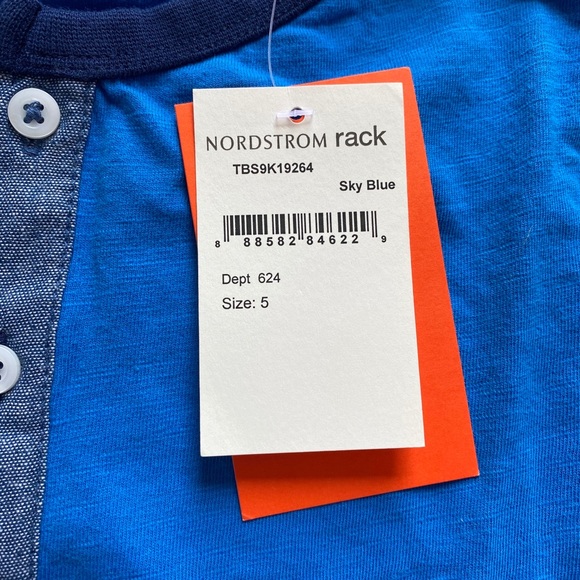 NORDSTROM rack
TBS9K19264
Sky Blue
8 88582 84622 9
Dept 624
Size: 5